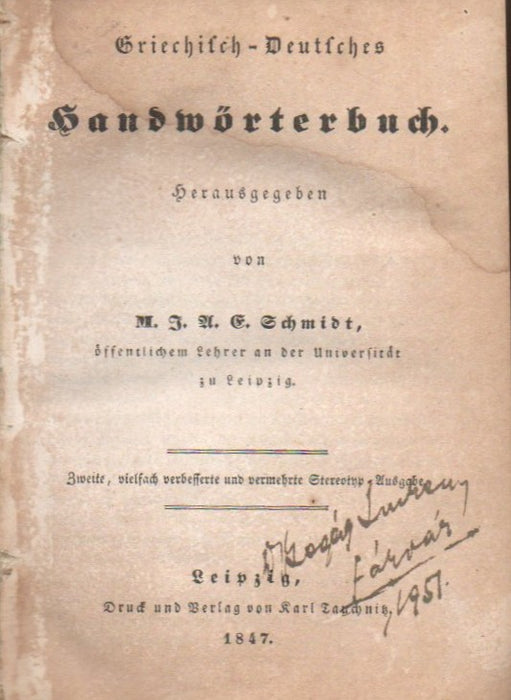 Griechiſch-Deutſches
Handwörterbuch.
Herausgegeben
von
M. J. A. E. Schmidt,
öffentlichem Lehrer an der Univerſität
zu Leipzig.
Zweite, vielfach verbeſſerte und vermehrte Stereotyp-Ausgabe
Leipzig,
Druck und Verlag von Karl Tauchnitz,
1847.
Sárvár,
1951.